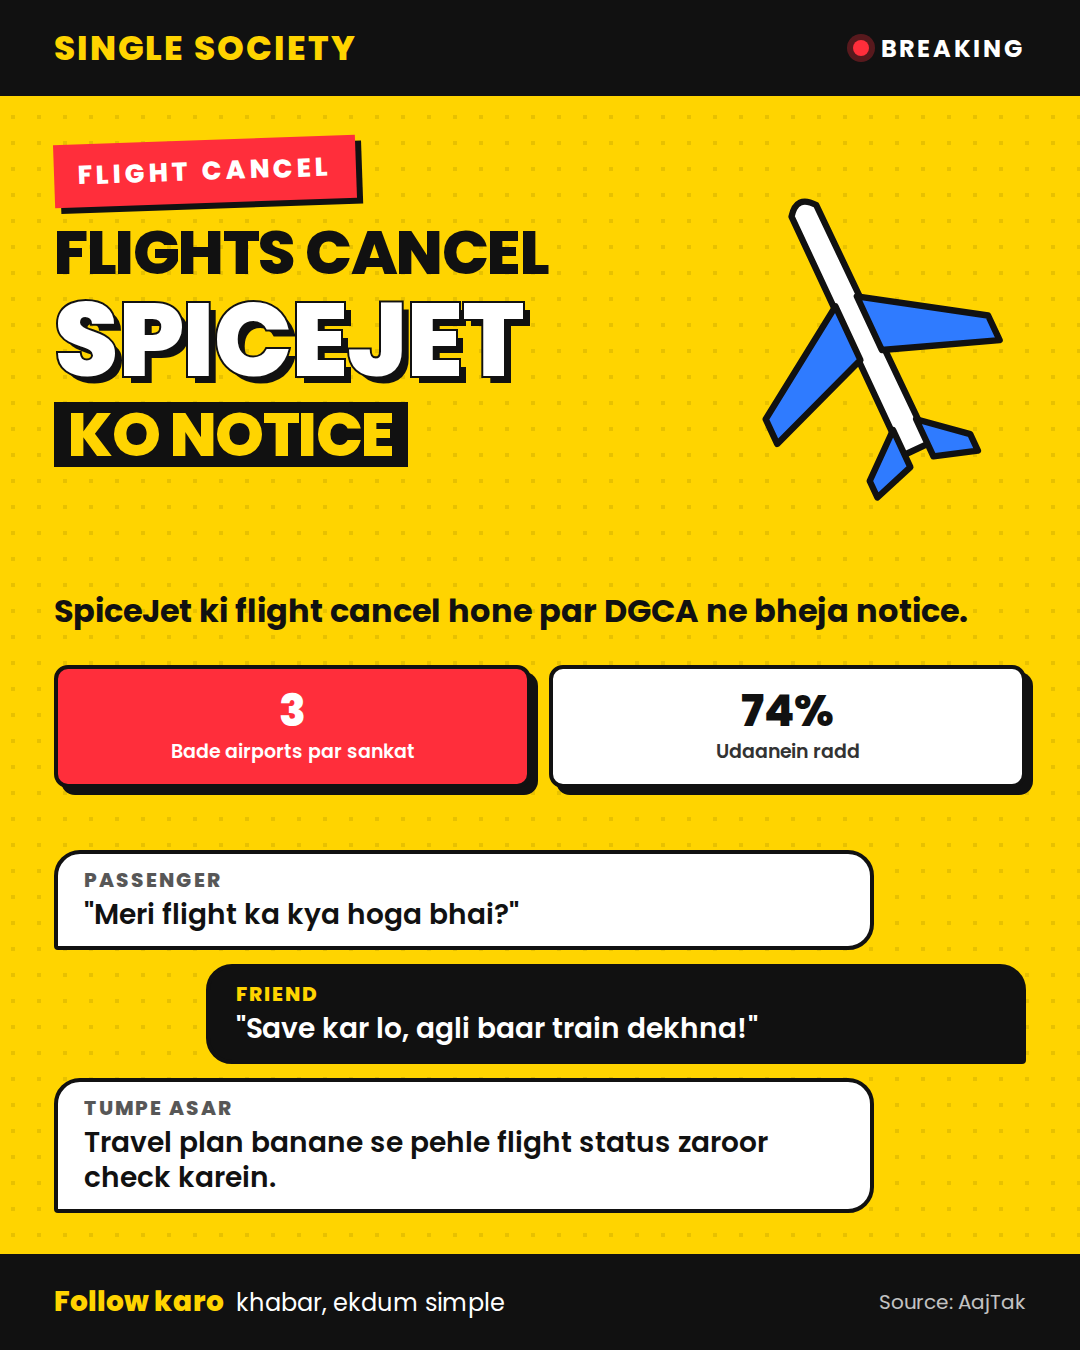 SINGLE SOCIETY
BREAKING
FLIGHT CANCEL
FLIGHTS CANCEL
SPICEJET
KO NOTICE
SpiceJet ki flight cancel hone par DGCA ne bheja notice.
3
Bade airports par sankat
74%
Udaanein radd
PASSENGER
"Meri flight ka kya hoga bhai?"
FRIEND
"Save kar lo, agli baar train dekhna!"
TUMPE ASAR
Travel plan banane se pehle flight status zaroor
check karein.
Follow karo khabar, ekdum simple
Source: AajTak